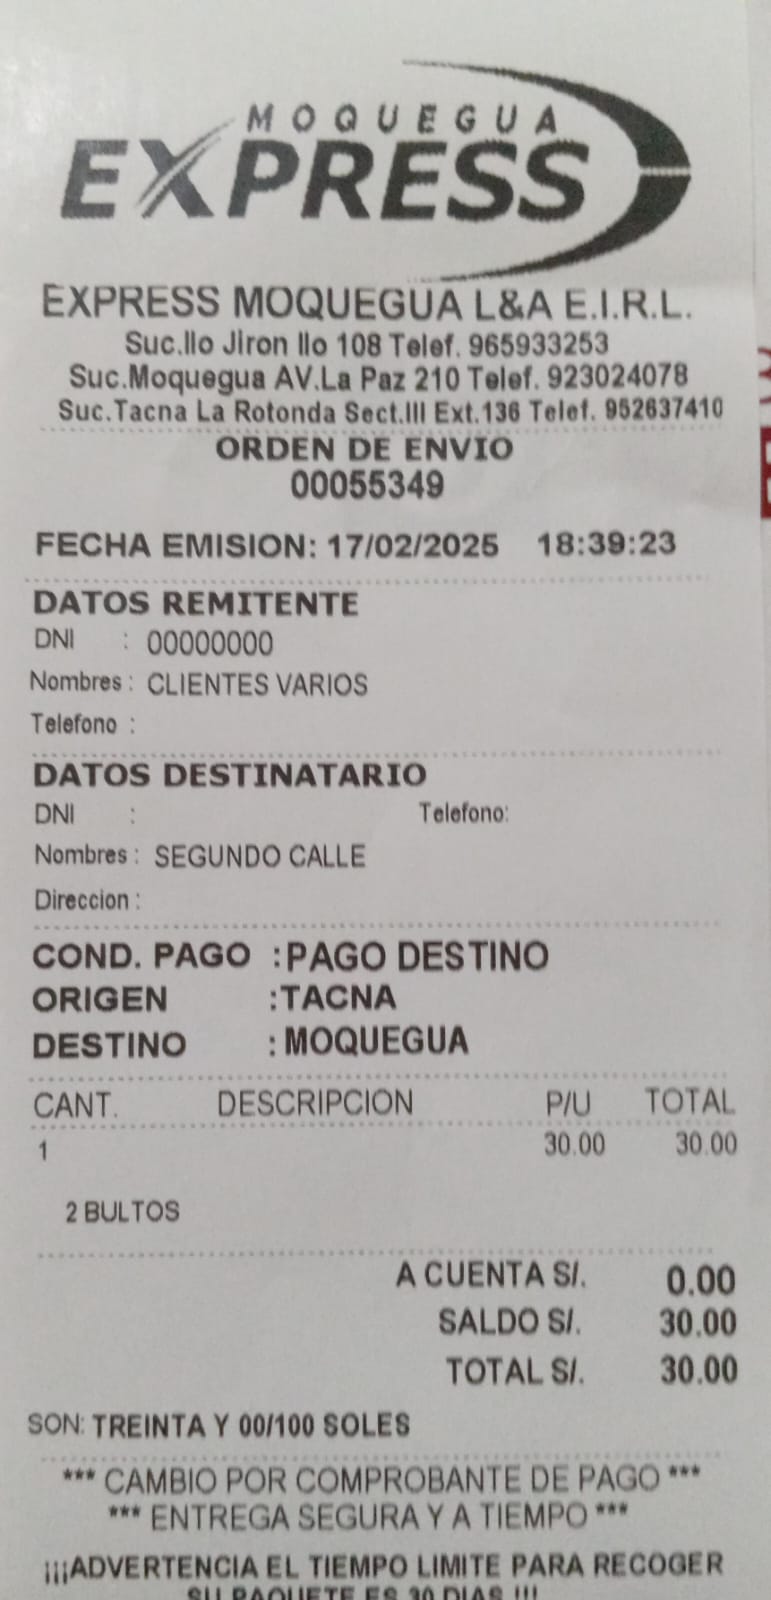 MOQUEGUA
EXPRESS
EXPRESS MOQUEGUA L&A E.I.R.L.
Suc.Ilo Jiron Ilo 108 Telef. 965933253
Suc.Moquegua AV.La Paz 210 Telef. 923024078
Suc.Tacna La Rotonda Sect.III Ext.136 Telef. 952637410
ORDEN DE ENVIO
00055349
FECHA EMISION: 17/02/2025 18:39:23
DATOS REMITENTE
DNI : 00000000
Nombres : CLIENTES VARIOS
Telefono :
DATOS DESTINATARIO
DNI : Telefono:
Nombres : SEGUNDO CALLE
Direccion :
COND. PAGO :PAGO DESTINO
ORIGEN :TACNA
DESTINO : MOQUEGUA
CANT. DESCRIPCION P/U TOTAL
1 30.00 30.00
2 BULTOS
A CUENTA S/. 0.00
SALDO S/. 30.00
TOTAL S/. 30.00
SON: TREINTA Y 00/100 SOLES
*** CAMBIO POR COMPROBANTE DE PAGO ***
*** ENTREGA SEGURA Y A TIEMPO ***
¡¡¡ADVERTENCIA EL TIEMPO LIMITE PARA RECOGER
SU PAQUETE ES 30 DIAS !!!